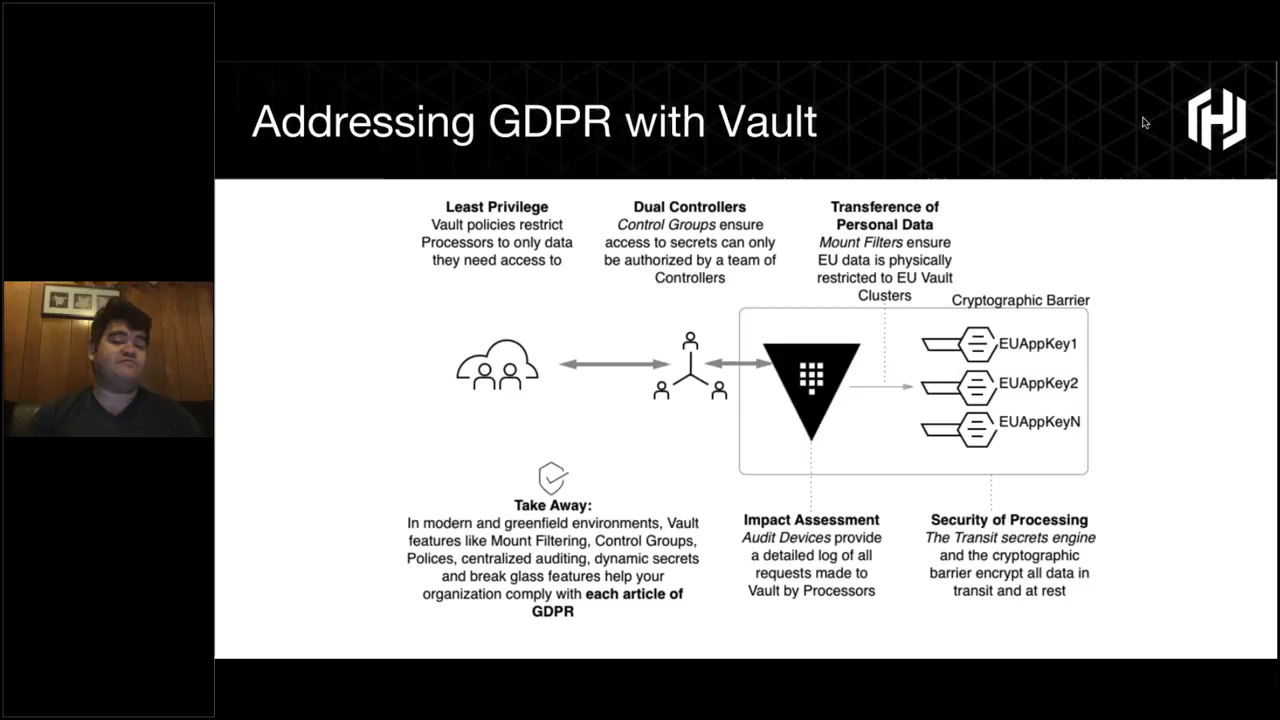 Addressing GDPR with Vault
Least Privilege
Vault policies restrict
Processors to only data
they need access to
Dual Controllers
Control Groups ensure
access to secrets can only
be authorized by a team of
Controllers
Transference of
Personal Data
Mount Filters ensure
EU data is physically
restricted to EU Vault
Clusters
Cryptographic Barrier
EUAppKey1
EUAppKey2
EUAppKeyN
Take Away:
In modern and greenfield environments, Vault
features like Mount Filtering, Control Groups,
Polices, centralized auditing, dynamic secrets
and break glass features help your
organization comply with each article of
GDPR
Impact Assessment
Audit Devices provide
a detailed log of all
requests made to
Vault by Processors
Security of Processing
The Transit secrets engine
and the cryptographic
barrier encrypt all data in
transit and at rest